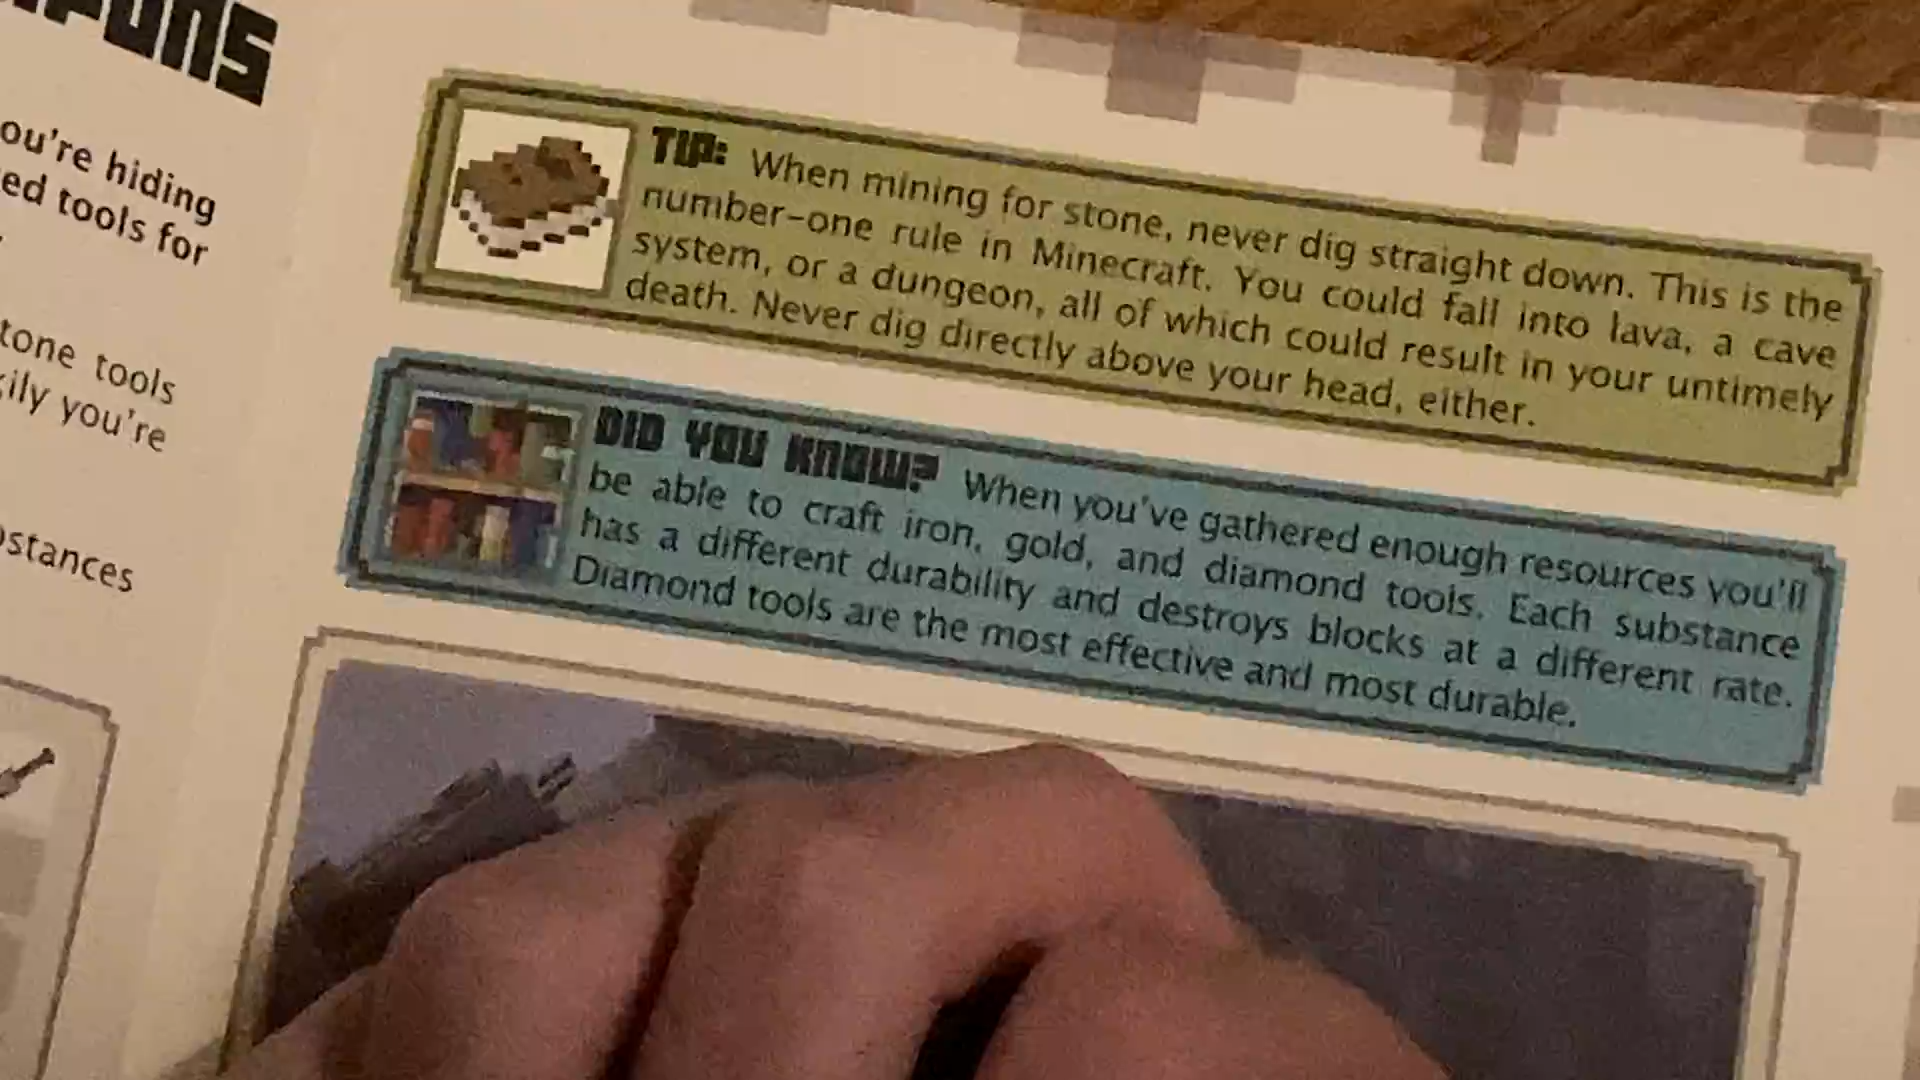 ou're hiding
ed tools for
tone tools
ily you're
stances
TIP: When mining for stone, never dig straight down. This is the
number-one rule in Minecraft. You could fall into lava, a cave
system, or a dungeon, all of which could result in your untimely
death. Never dig directly above your head, either.
DID YOU KNOW? When you've gathered enough resources you'll
be able to craft iron, gold, and diamond tools. Each substance
has a different durability and destroys blocks at a different rate.
Diamond tools are the most effective and most durable.